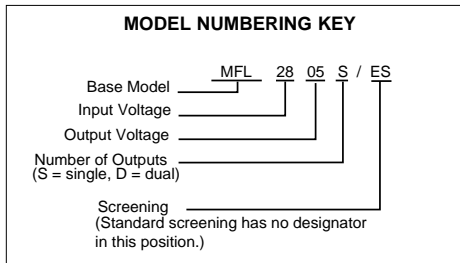 MODEL NUMBERING KEY
MFL 28 05 S / ES
Base Model
Input Voltage
Output Voltage
Number of Outputs
(S = single, D = dual)
Screening
(Standard screening has no designator
in this position.)